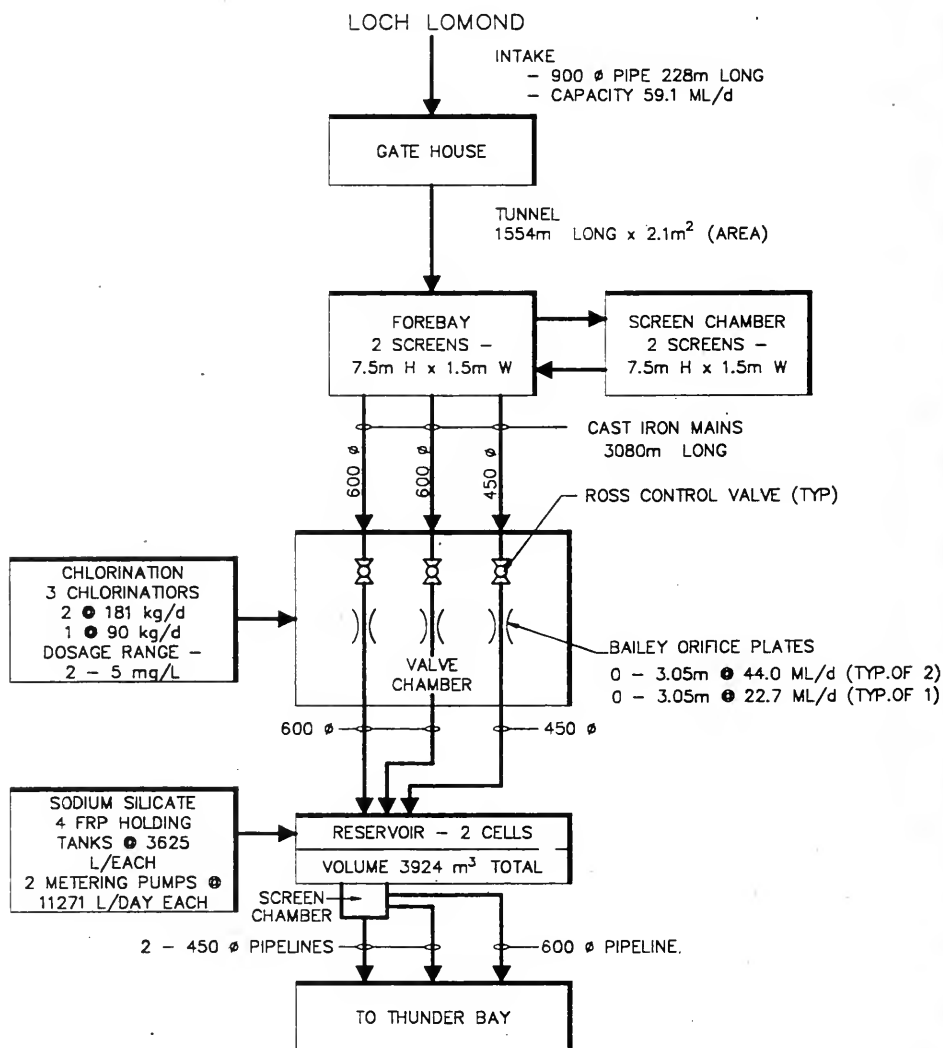 LOCH LOMOND
INTAKE
- 900 ø PIPE 228m LONG
- CAPACITY 59.1 ML/d
GATE HOUSE
TUNNEL
1554m LONG x 2.1m² (AREA)
FOREBAY
2 SCREENS –
7.5m H x 1.5m W
SCREEN CHAMBER
2 SCREENS –
7.5m H x 1.5m W
CAST IRON MAINS
3080m LONG
600 ø
600 ø
450 ø
ROSS CONTROL VALVE (TYP)
CHLORINATION
3 CHLORINATIORS
2 @ 181 kg/d
1 @ 90 kg/d
DOSAGE RANGE –
2 – 5 mg/L
VALVE
CHAMBER
BAILEY ORIFICE PLATES
0 – 3.05m @ 44.0 ML/d (TYP.OF 2)
0 – 3.05m @ 22.7 ML/d (TYP.OF 1)
600 ø
450 ø
SODIUM SILICATE
4 FRP HOLDING
TANKS @ 3625
L/EACH
2 METERING PUMPS @
11271 L/DAY EACH
RESERVOIR – 2 CELLS
VOLUME 3924 m³ TOTAL
SCREEN
CHAMBER
2 – 450 ø PIPELINES
600 ø PIPELINE.
TO THUNDER BAY